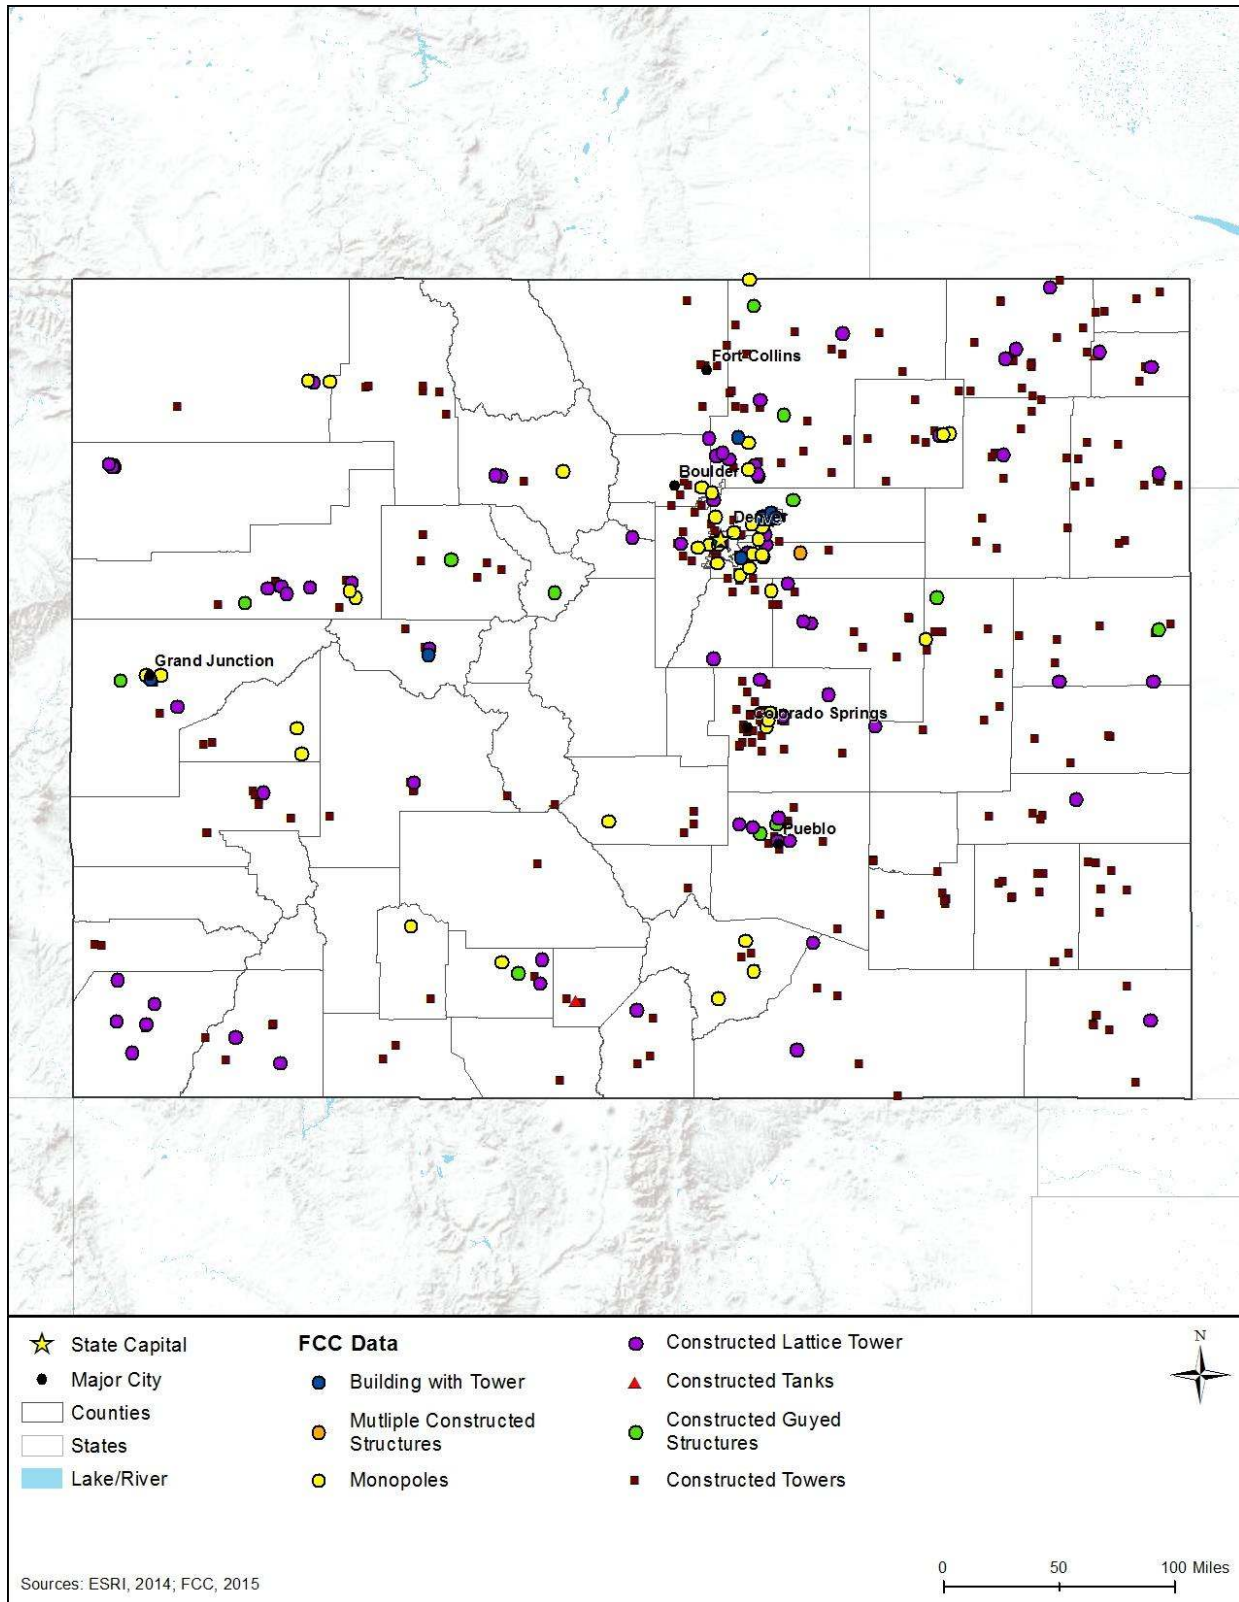 Fort Collins
Boulder
Denver
Grand Junction
Colorado Springs
Pueblo
State Capital
Major City
Counties
States
Lake/River
FCC Data
Building with Tower
Mutliple Constructed
Structures
Monopoles
Constructed Lattice Tower
Constructed Tanks
Constructed Guyed
Structures
Constructed Towers
N
Sources: ESRI, 2014; FCC, 2015
0 50 100 Miles